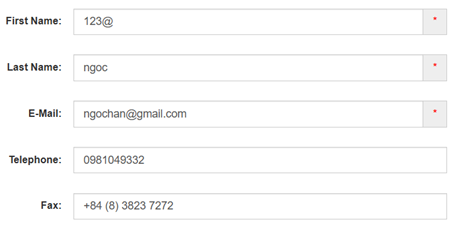 First Name: 123@ *
Last Name: ngoc *
E-Mail: ngochan@gmail.com *
Telephone: 0981049332
Fax: +84 (8) 3823 7272